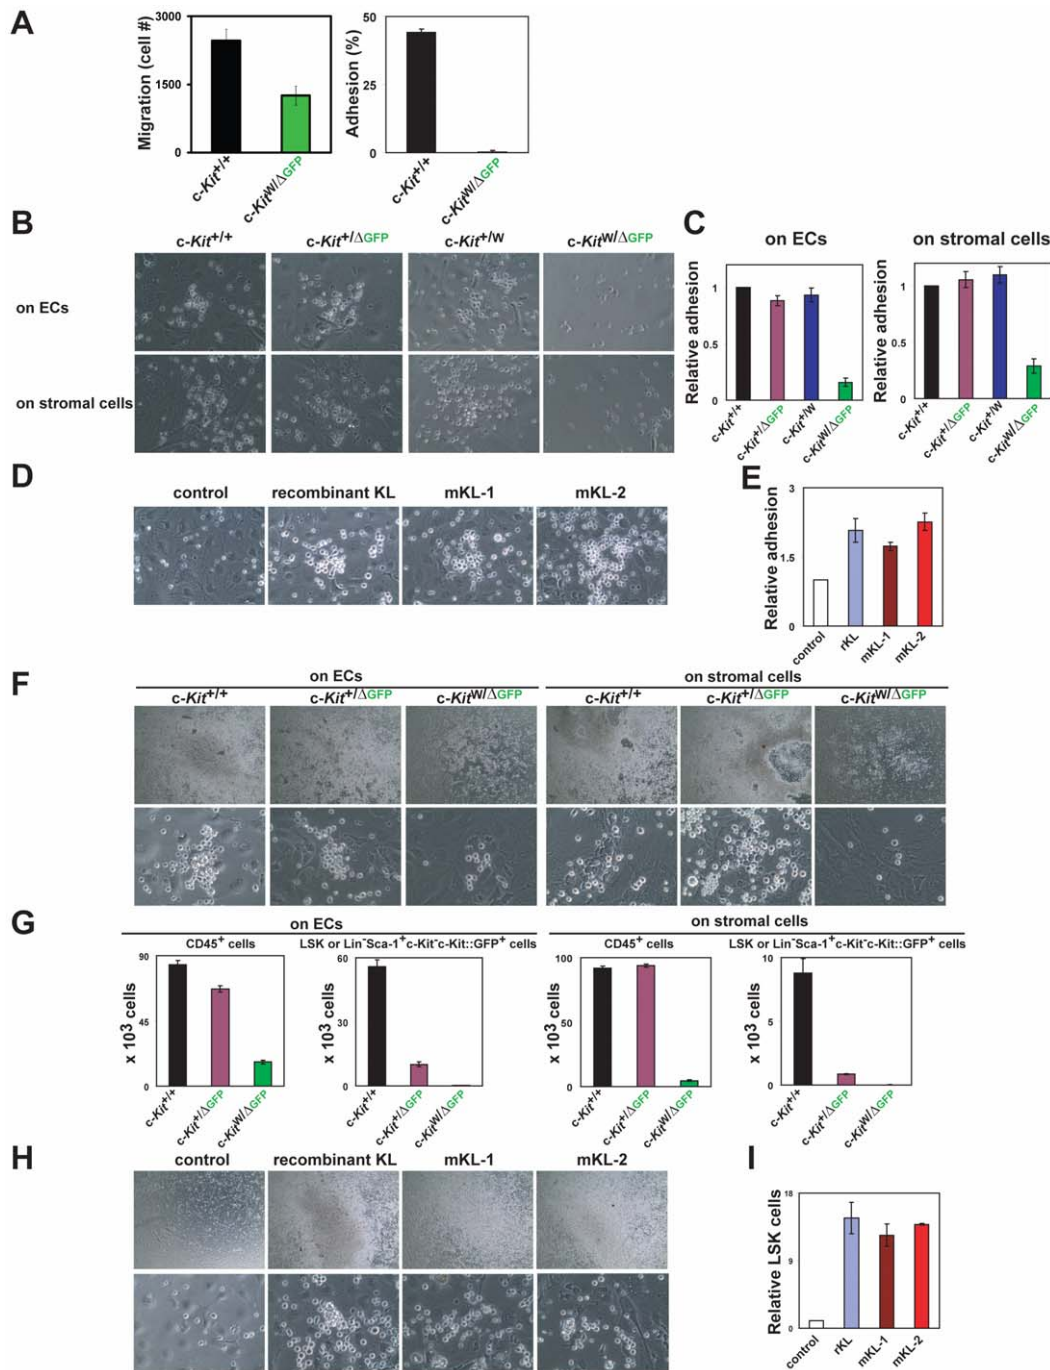 A
Migration (cell #)
3000
1500
0
c-Kit+/+
c-KitW/ΔGFP
Adhesion (%)
50
25
0
c-Kit+/+
c-KitW/ΔGFP
B
c-Kit+/+ c-Kit+/ΔGFP c-Kit+/W c-KitW/ΔGFP
on ECs
on stromal cells
C
on ECs
Relative adhesion
1
0.5
0
c-Kit+/+
c-Kit+/ΔGFP
c-Kit+/W
c-KitW/ΔGFP
on stromal cells
Relative adhesion
1
0.5
0
c-Kit+/+
c-Kit+/ΔGFP
c-Kit+/W
c-KitW/ΔGFP
D
control recombinant KL mKL-1 mKL-2
E
Relative adhesion
3
1.5
0
control
rKL
mKL-1
mKL-2
F
on ECs on stromal cells
c-Kit+/+ c-Kit+/ΔGFP c-KitW/ΔGFP c-Kit+/+ c-Kit+/ΔGFP c-KitW/ΔGFP
G
on ECs
on stromal cells
CD45+ cells
x 10³ cells
90
45
0
c-Kit+/+
c-Kit+/ΔGFP
c-KitW/ΔGFP
LSK or Lin-Sca-1+c-Kit-c-Kit::GFP+ cells
x 10³ cells
60
30
0
c-Kit+/+
c-Kit+/ΔGFP
c-KitW/ΔGFP
CD45+ cells
x 10³ cells
100
50
0
c-Kit+/+
c-Kit+/ΔGFP
c-KitW/ΔGFP
LSK or Lin-Sca-1+c-Kit-c-Kit::GFP+ cells
x 10³ cells
10
5
0
c-Kit+/+
c-Kit+/ΔGFP
c-KitW/ΔGFP
H
control recombinant KL mKL-1 mKL-2
I
Relative LSK cells
18
9
0
control
rKL
mKL-1
mKL-2